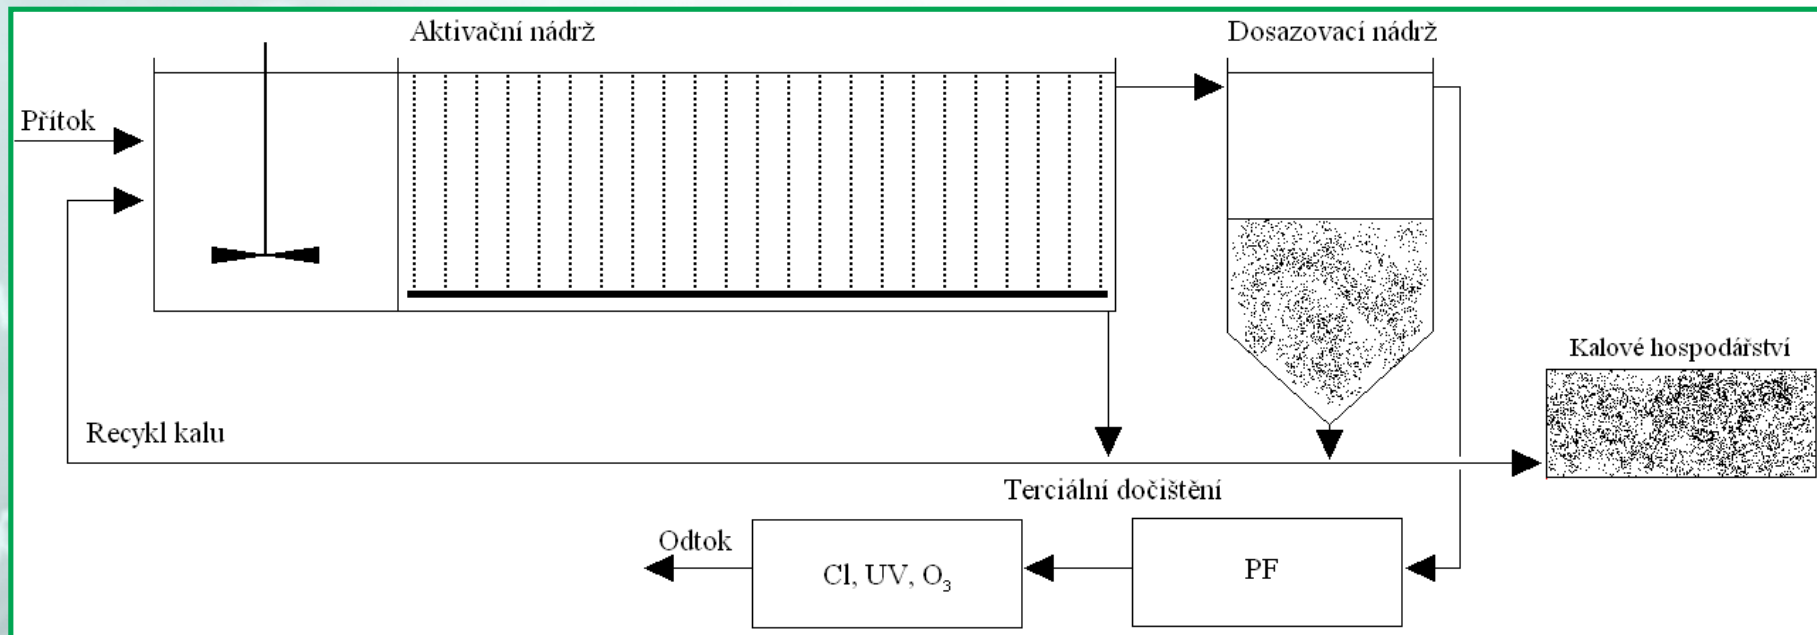 Aktivační nádrž
Dosazovací nádrž
Přítok
Kalové hospodářství
Recykl kalu
Terciální dočištění
Odtok
Cl, UV, O₃
PF